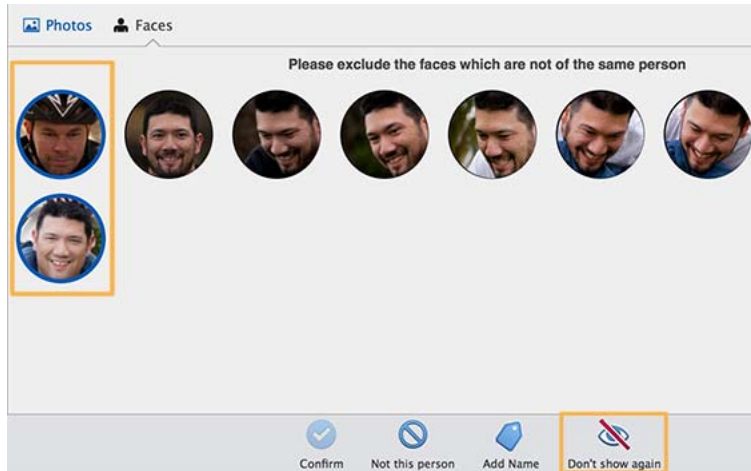 Photos Faces
Please exclude the faces which are not of the same person
Confirm Not this person Add Name Don't show again